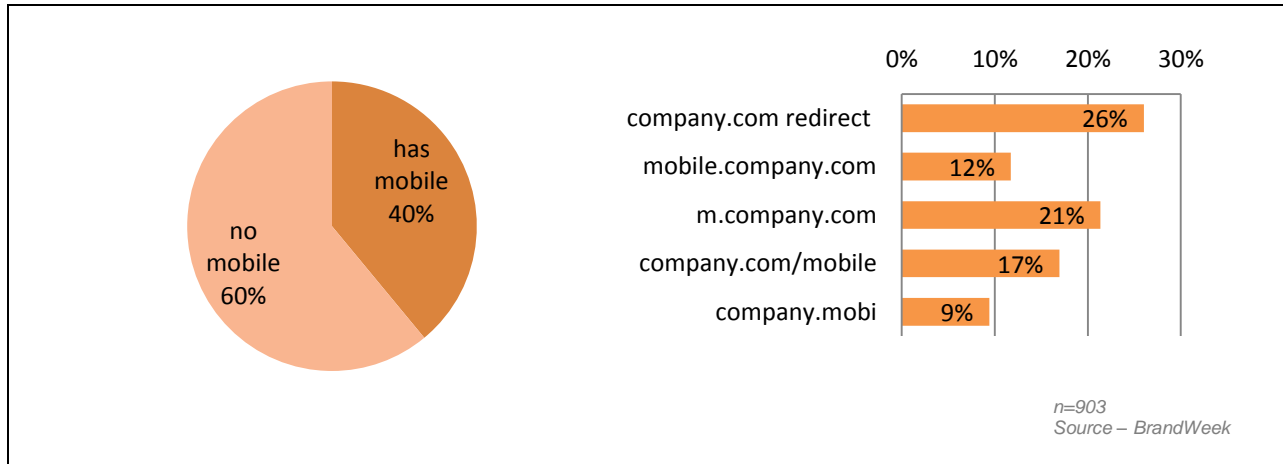 has
mobile
40%
no
mobile
60%
0% 10% 20% 30%
company.com redirect 26%
mobile.company.com 12%
m.company.com 21%
company.com/mobile 17%
company.mobi 9%
n=903
Source – BrandWeek